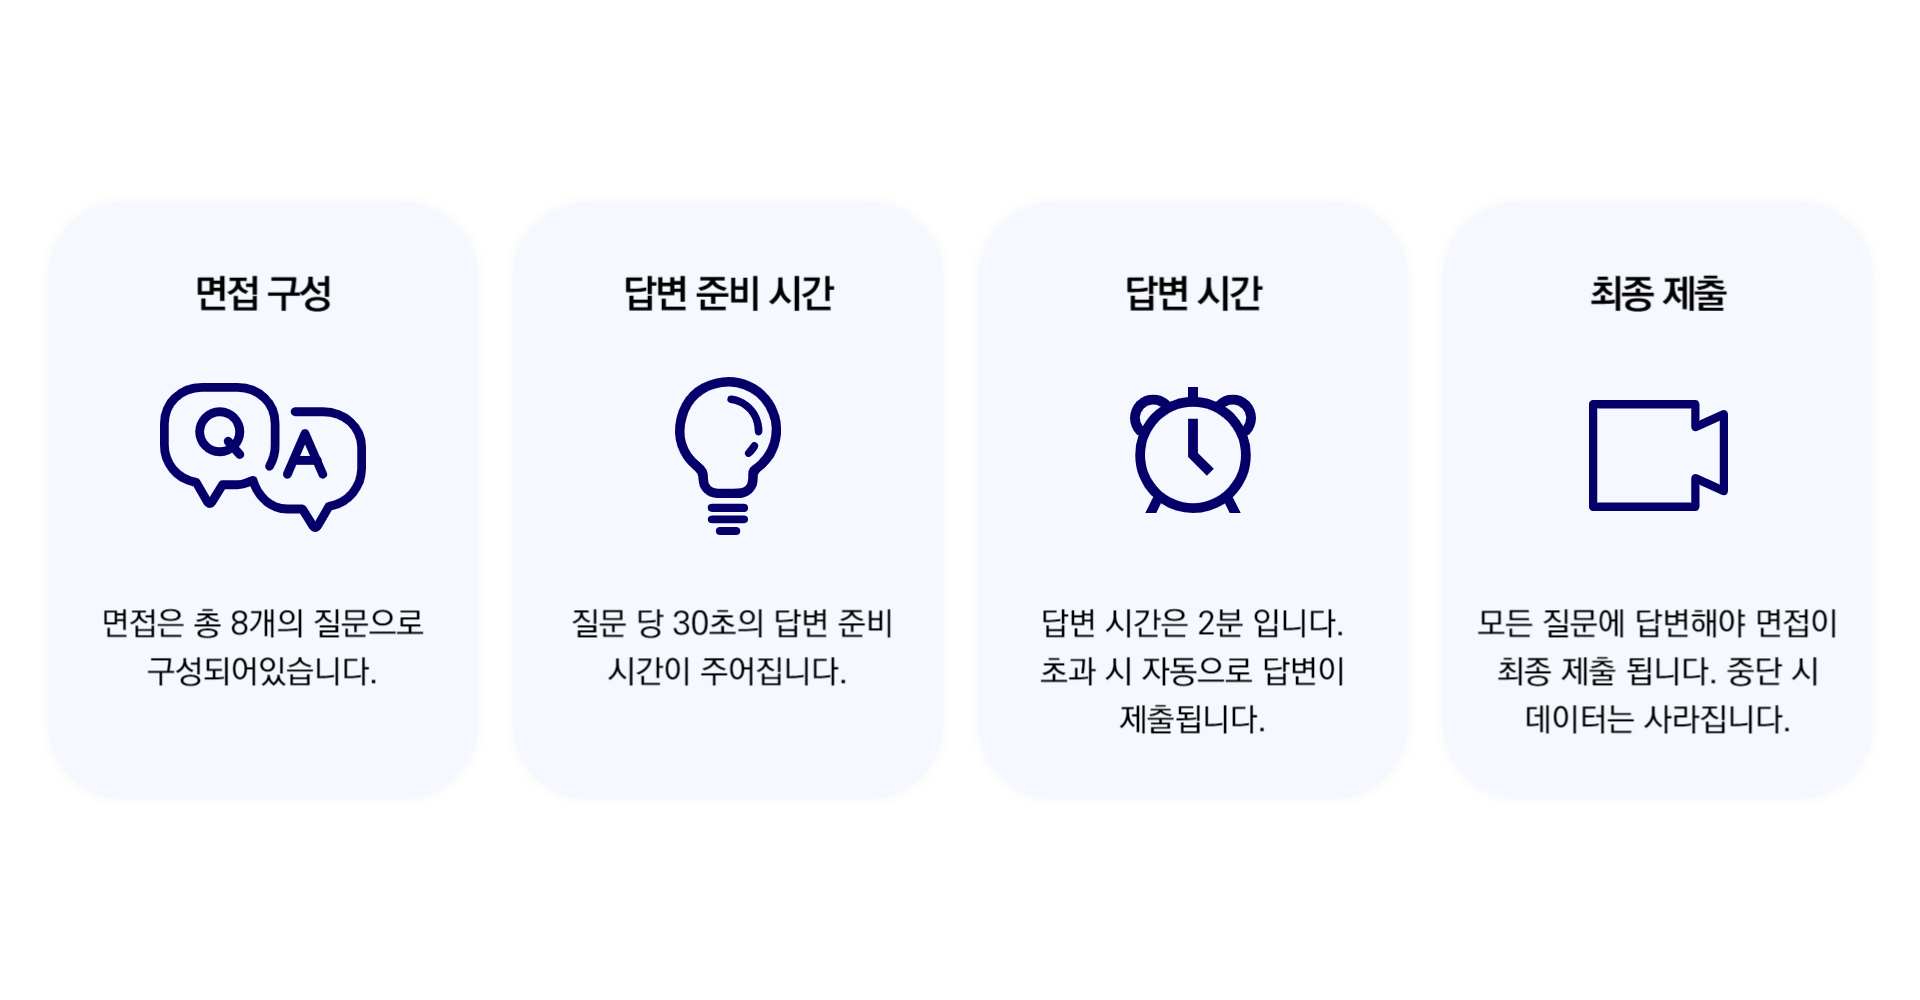 면접 구성
Q
A
면접은 총 8개의 질문으로
구성되어있습니다.
답변 준비 시간
질문 당 30초의 답변 준비
시간이 주어집니다.
답변 시간
답변 시간은 2분 입니다.
초과 시 자동으로 답변이
제출됩니다.
최종 제출
모든 질문에 답변해야 면접이
최종 제출 됩니다. 중단 시
데이터는 사라집니다.